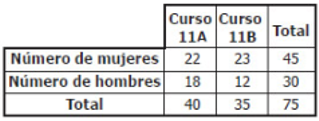 Curso 11A Curso 11B Total
Número de mujeres 22 23 45
Número de hombres 18 12 30
Total 40 35 75